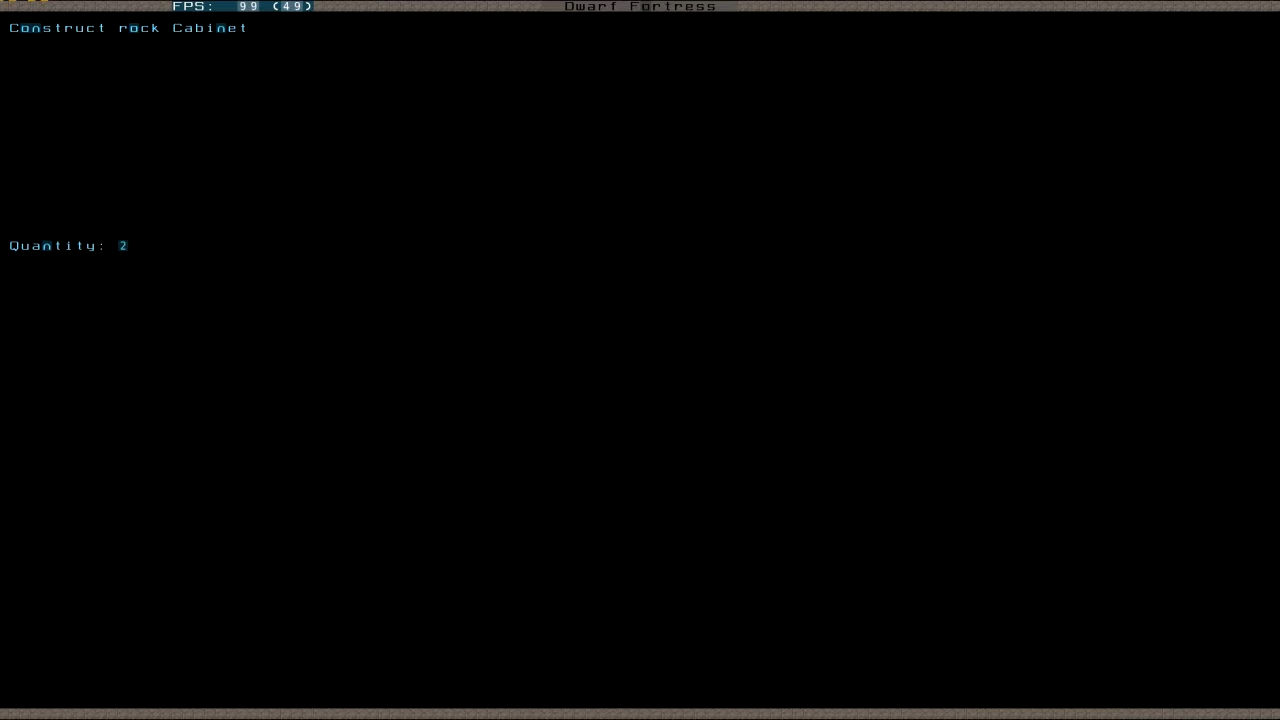 FPS: 99 (49) Dwarf Fortress
Construct rock Cabinet
Quantity: 2